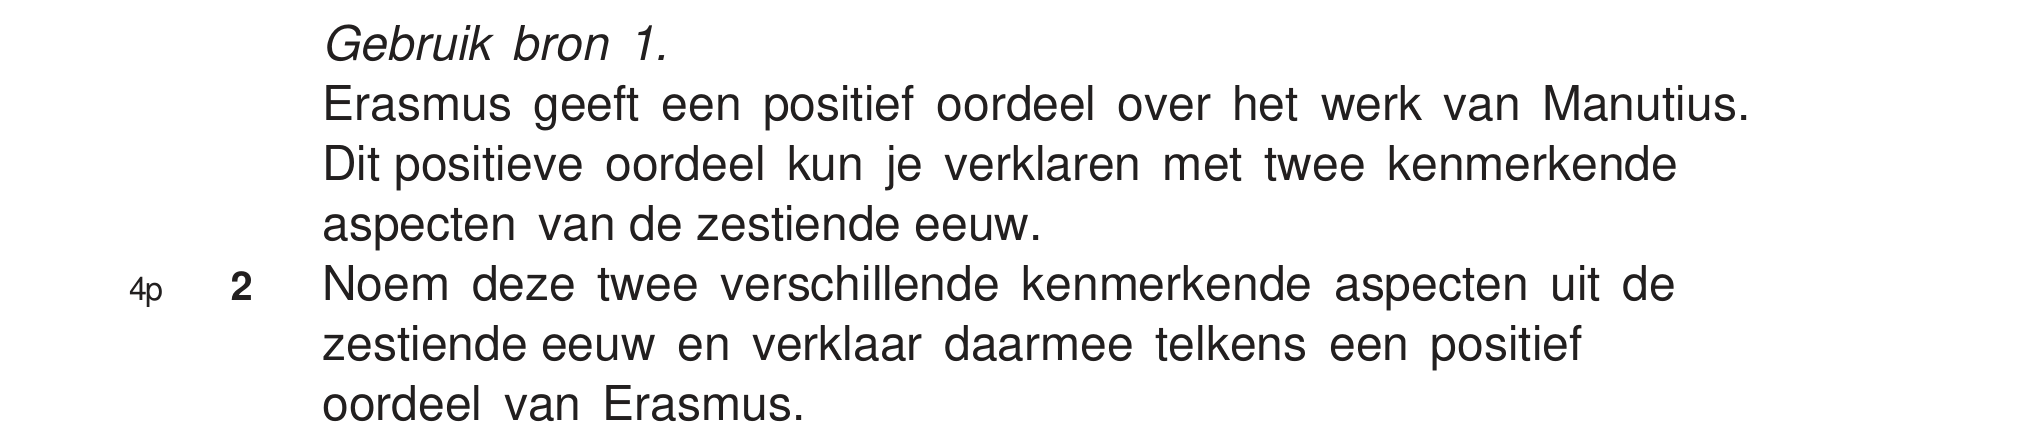 Gebruik bron 1.
Erasmus geeft een positief oordeel over het werk van Manutius.
Dit positieve oordeel kun je verklaren met twee kenmerkende
aspecten van de zestiende eeuw.
4p 2 Noem deze twee verschillende kenmerkende aspecten uit de
zestiende eeuw en verklaar daarmee telkens een positief
oordeel van Erasmus.